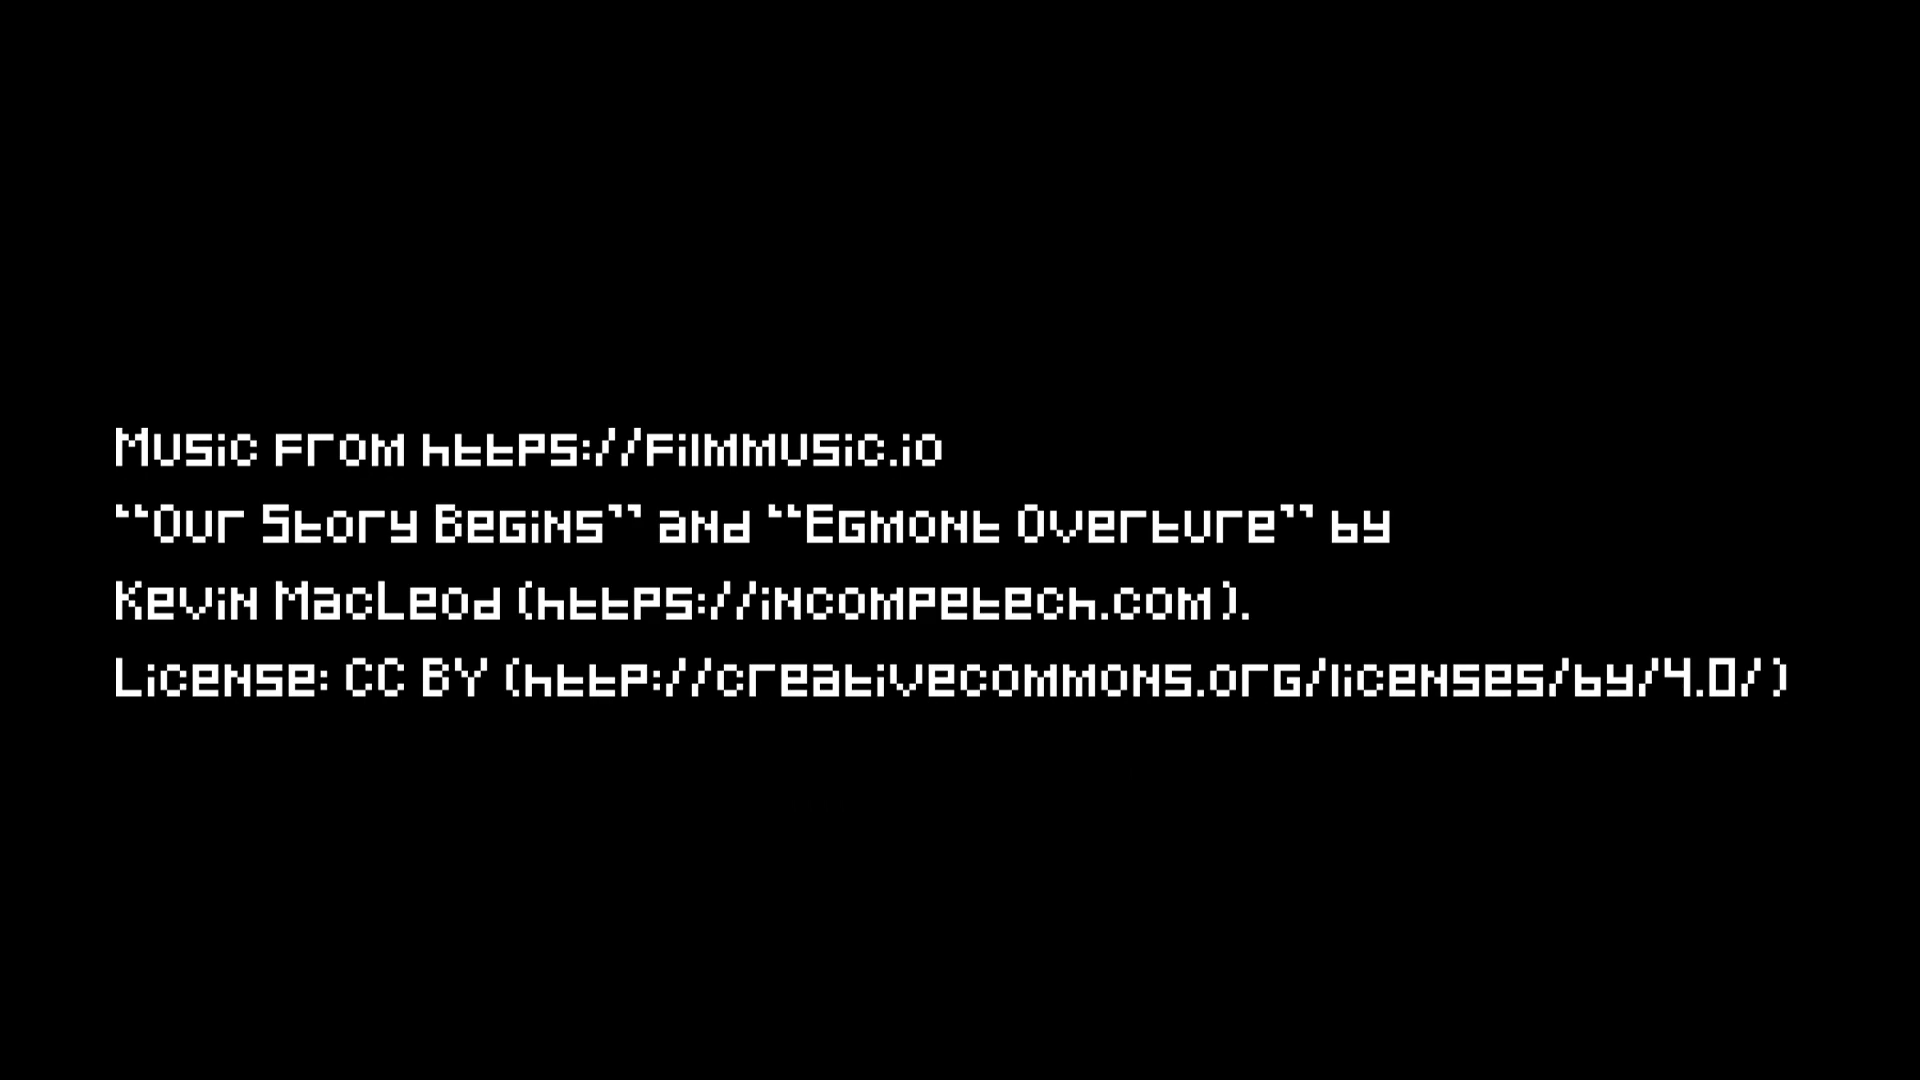 Music from https://filmmusic.io
“Our Story Begins” and “Egmont Overture” by
Kevin MacLeod (https://incompetech.com).
License: CC BY (http://creativecommons.org/licenses/by/4.0/)